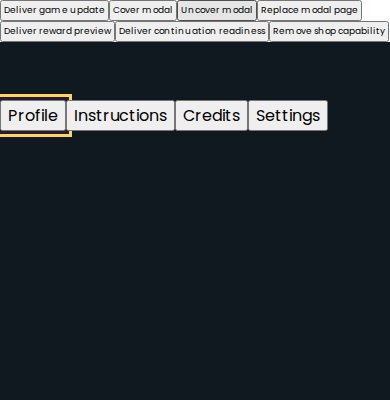 Deliver game update Cover modal Uncover modal Replace modal page
Deliver reward preview Deliver continuation readiness Remove shop capability
Profile Instructions Credits Settings